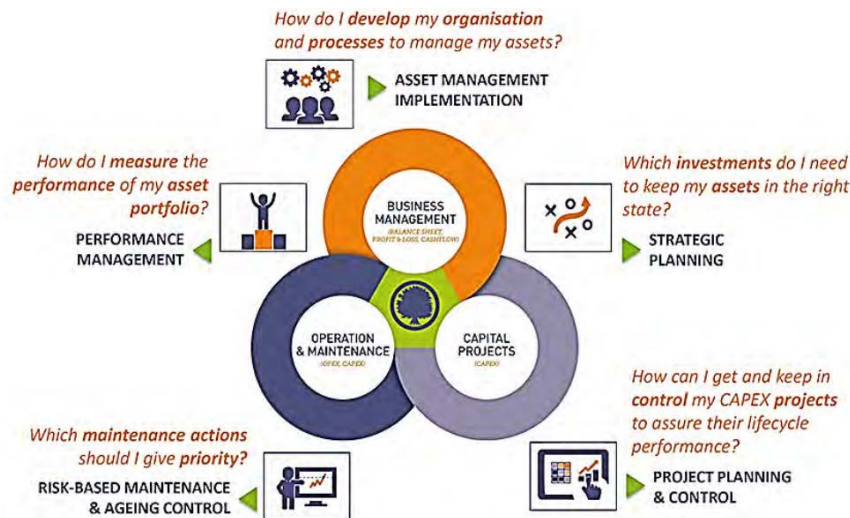 How do I develop my organisation
and processes to manage my assets?
ASSET MANAGEMENT
IMPLEMENTATION
How do I measure the
performance of my asset
portfolio?
PERFORMANCE
MANAGEMENT
Which investments do I need
to keep my assets in the right
state?
STRATEGIC
PLANNING
BUSINESS
MANAGEMENT
(BALANCE SHEET,
PROFIT & LOSS, CASHFLOW)
OPERATION
& MAINTENANCE
(OPEX, CAPEX)
CAPITAL
PROJECTS
(CAPEX)
How can I get and keep in
control my CAPEX projects
to assure their lifecycle
performance?
PROJECT PLANNING
& CONTROL
Which maintenance actions
should I give priority?
RISK-BASED MAINTENANCE
& AGEING CONTROL